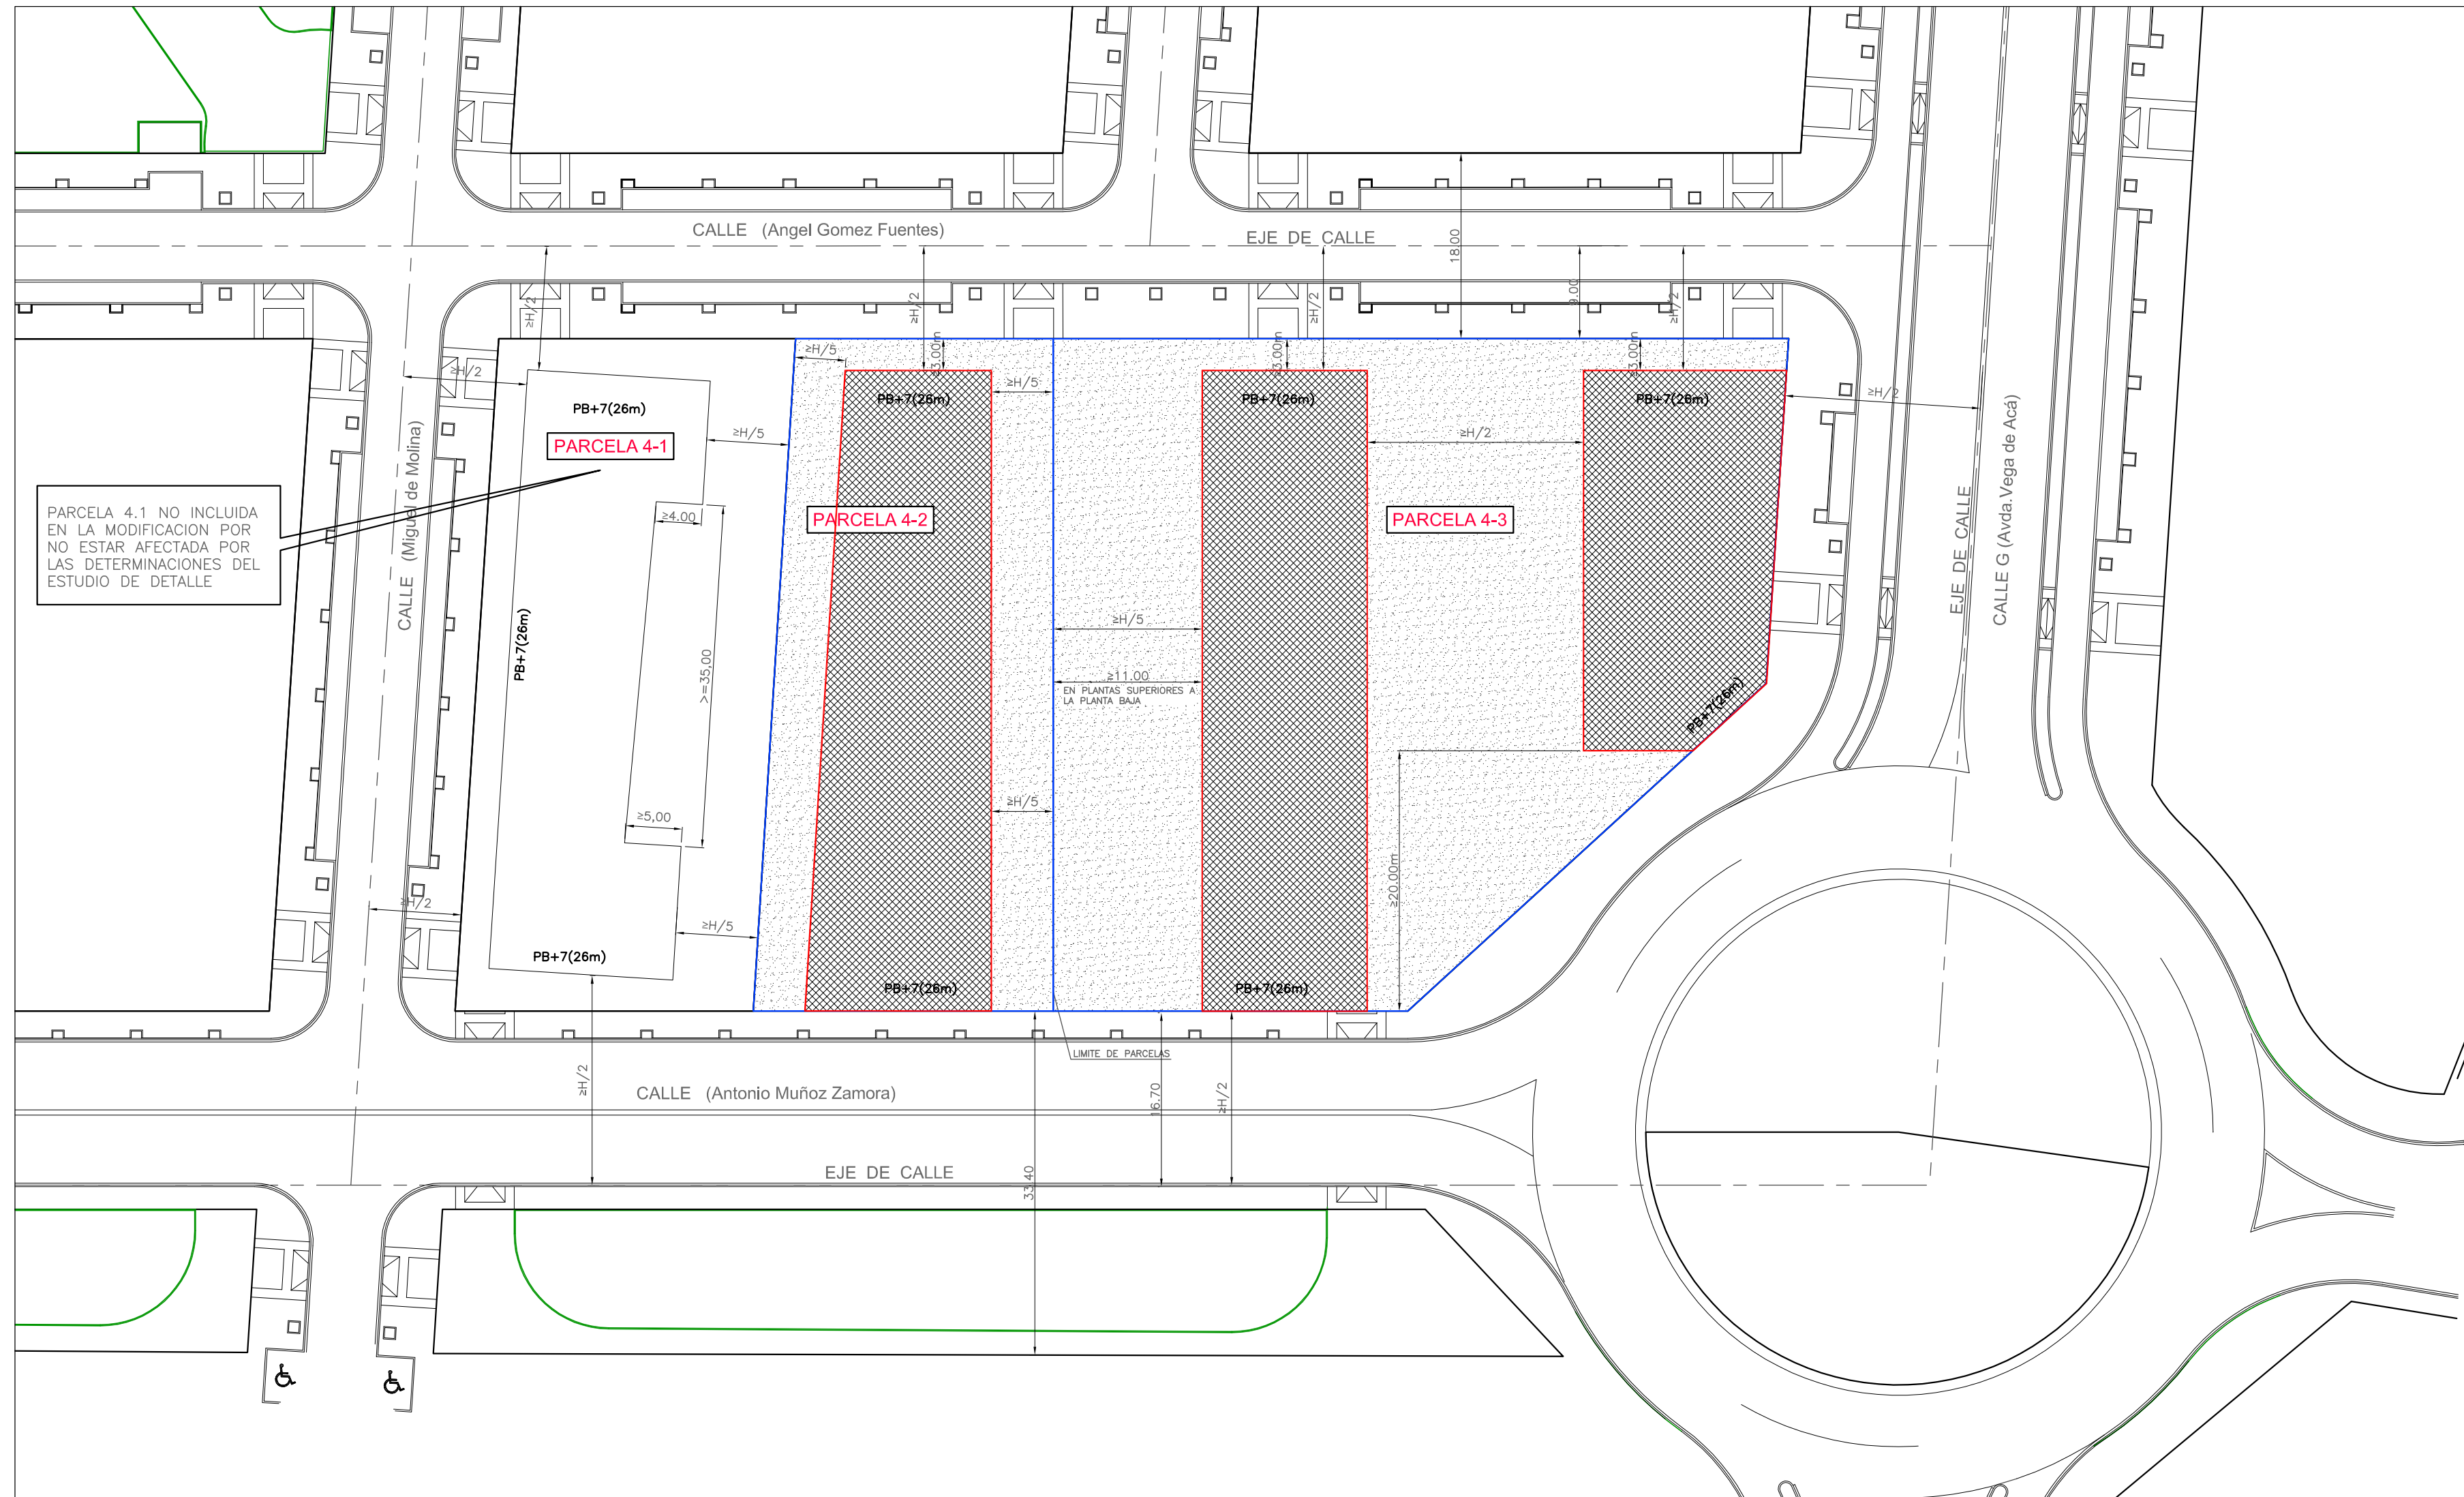 CALLE (Angel Gomez Fuentes)
EJE DE CALLE
18.00
9.00
≥H/2
≥H/2
≥H/2
≥H/2
≥3.00m
≥3.00m
≥3.00m
≥H/5
≥H/2
≥H/5
≥H/2
PB+7(26m)
PB+7(26m)
PB+7(26m)
PB+7(26m)
PARCELA 4-1
≥H/5
≥H/2
CALLE (Miguel de Molina)
CALLE G (Avda.Vega de Acá)
EJE DE CALLE
PARCELA 4.1 NO INCLUIDA
EN LA MODIFICACION POR
NO ESTAR AFECTADA POR
LAS DETERMINACIONES DEL
ESTUDIO DE DETALLE
≥4.00
PARCELA 4-2
PARCELA 4-3
PB+7(26m)
>=35,00
≥H/5
≥11.00
EN PLANTAS SUPERIORES A
LA PLANTA BAJA
PB+7(26m)
≥5,00
≥H/5
≥20.00m
≥H/2
≥H/5
PB+7(26m)
PB+7(26m)
PB+7(26m)
LIMITE DE PARCELAS
≥H/2
CALLE (Antonio Muñoz Zamora)
16.70
≥H/2
EJE DE CALLE
33.40